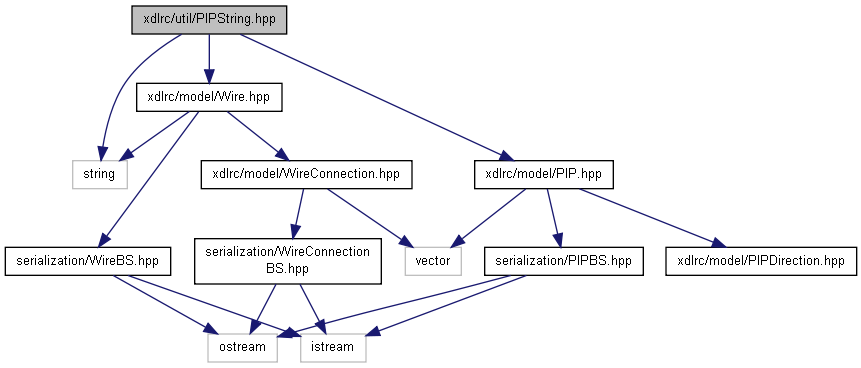 xdlrc/util/PIPString.hpp
xdlrc/model/Wire.hpp
string
xdlrc/model/WireConnection.hpp
xdlrc/model/PIP.hpp
serialization/WireBS.hpp
serialization/WireConnection
BS.hpp
vector
serialization/PIPBS.hpp
xdlrc/model/PIPDirection.hpp
ostream
istream